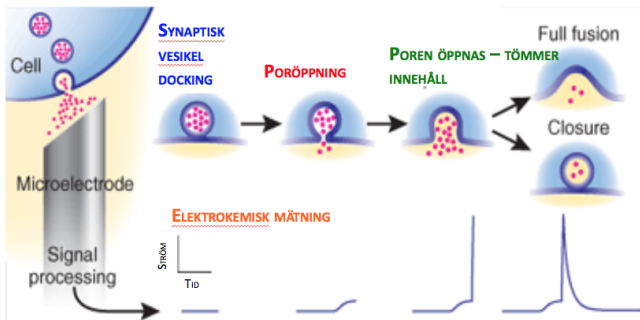 Cell
Microelectrode
Signal
processing
SYNAPTISK
VESIKEL
DOCKING
PORÖPPNING
POREN ÖPPNAS – TÖMMER
INNEHÅLL
Full fusion
Closure
ELEKTROKEMISK MÄTNING
STRÖM
TID